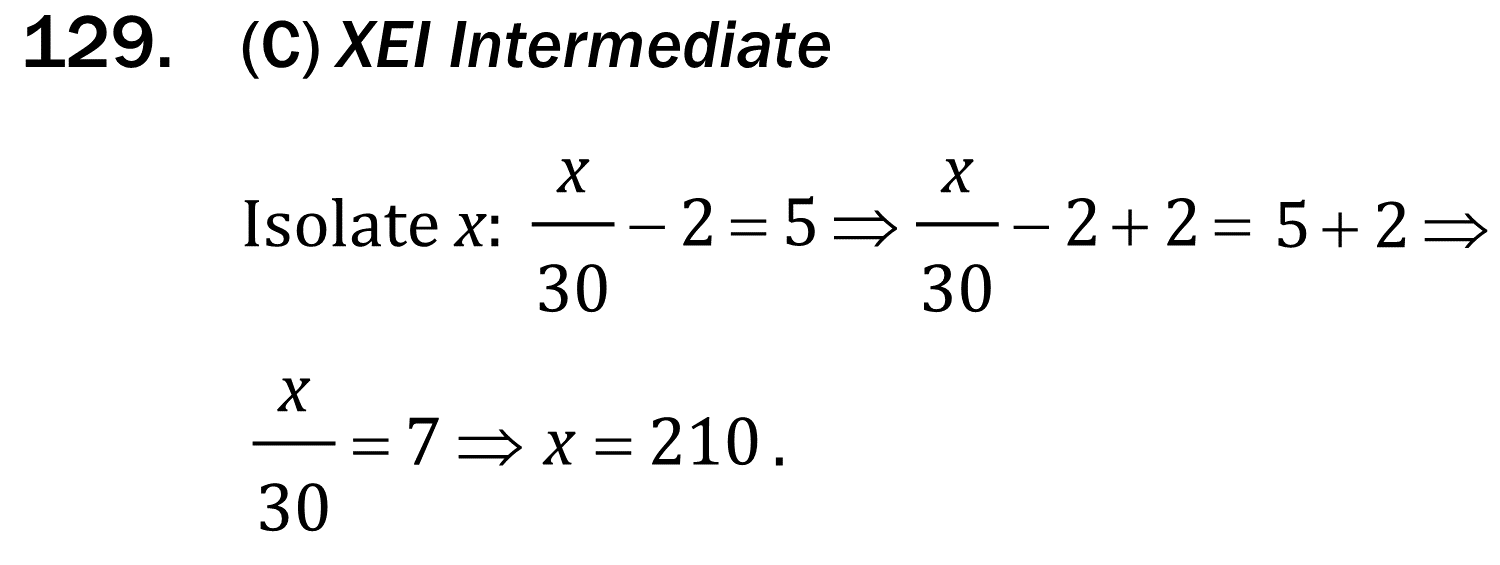 129. (C) XEI Intermediate
Isolate x: x/30 − 2 = 5 ⇒ x/30 − 2 + 2 = 5 + 2 ⇒
x/30 = 7 ⇒ x = 210.